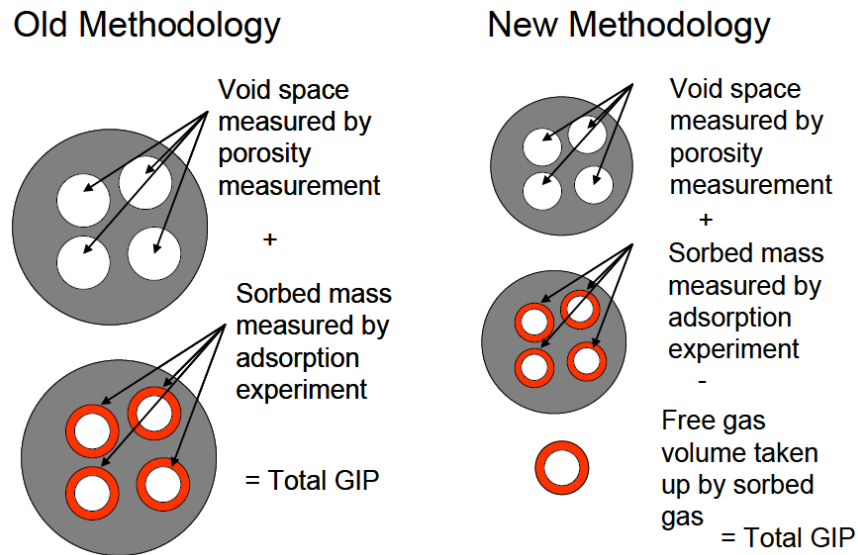 Old Methodology
Void space
measured by
porosity
measurement
+
Sorbed mass
measured by
adsorption
experiment
= Total GIP
New Methodology
Void space
measured by
porosity
measurement
+
Sorbed mass
measured by
adsorption
experiment
-
Free gas
volume taken
up by sorbed
gas
= Total GIP